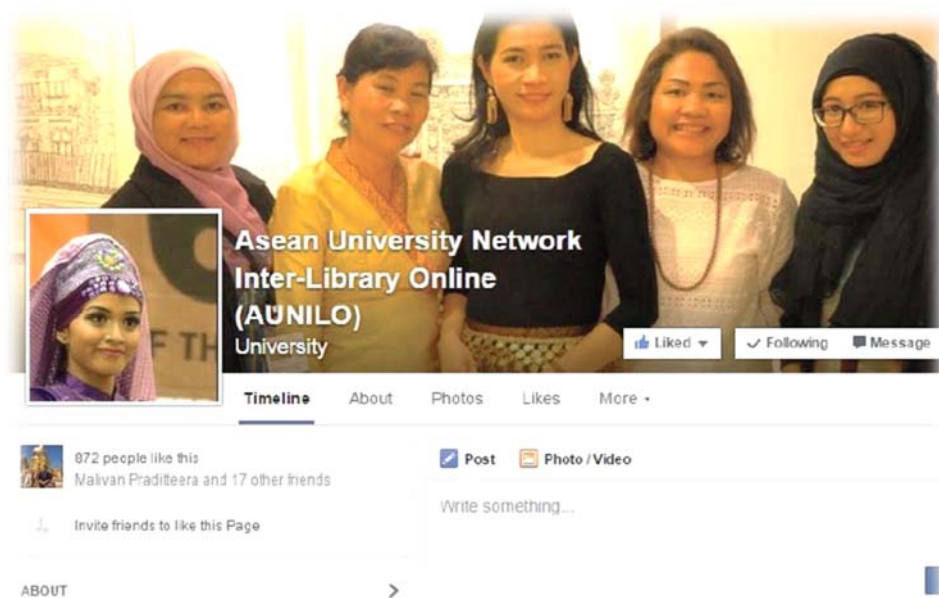 Asean University Network
Inter-Library Online
(AUNILO)
University
Liked
Following
Message
F TH
Timeline
About
Photos
Likes
More
872 people like this
Malivan Praditteera and 17 other friends
Invite friends to like this Page
ABOUT
Post
Photo / Video
Write something...